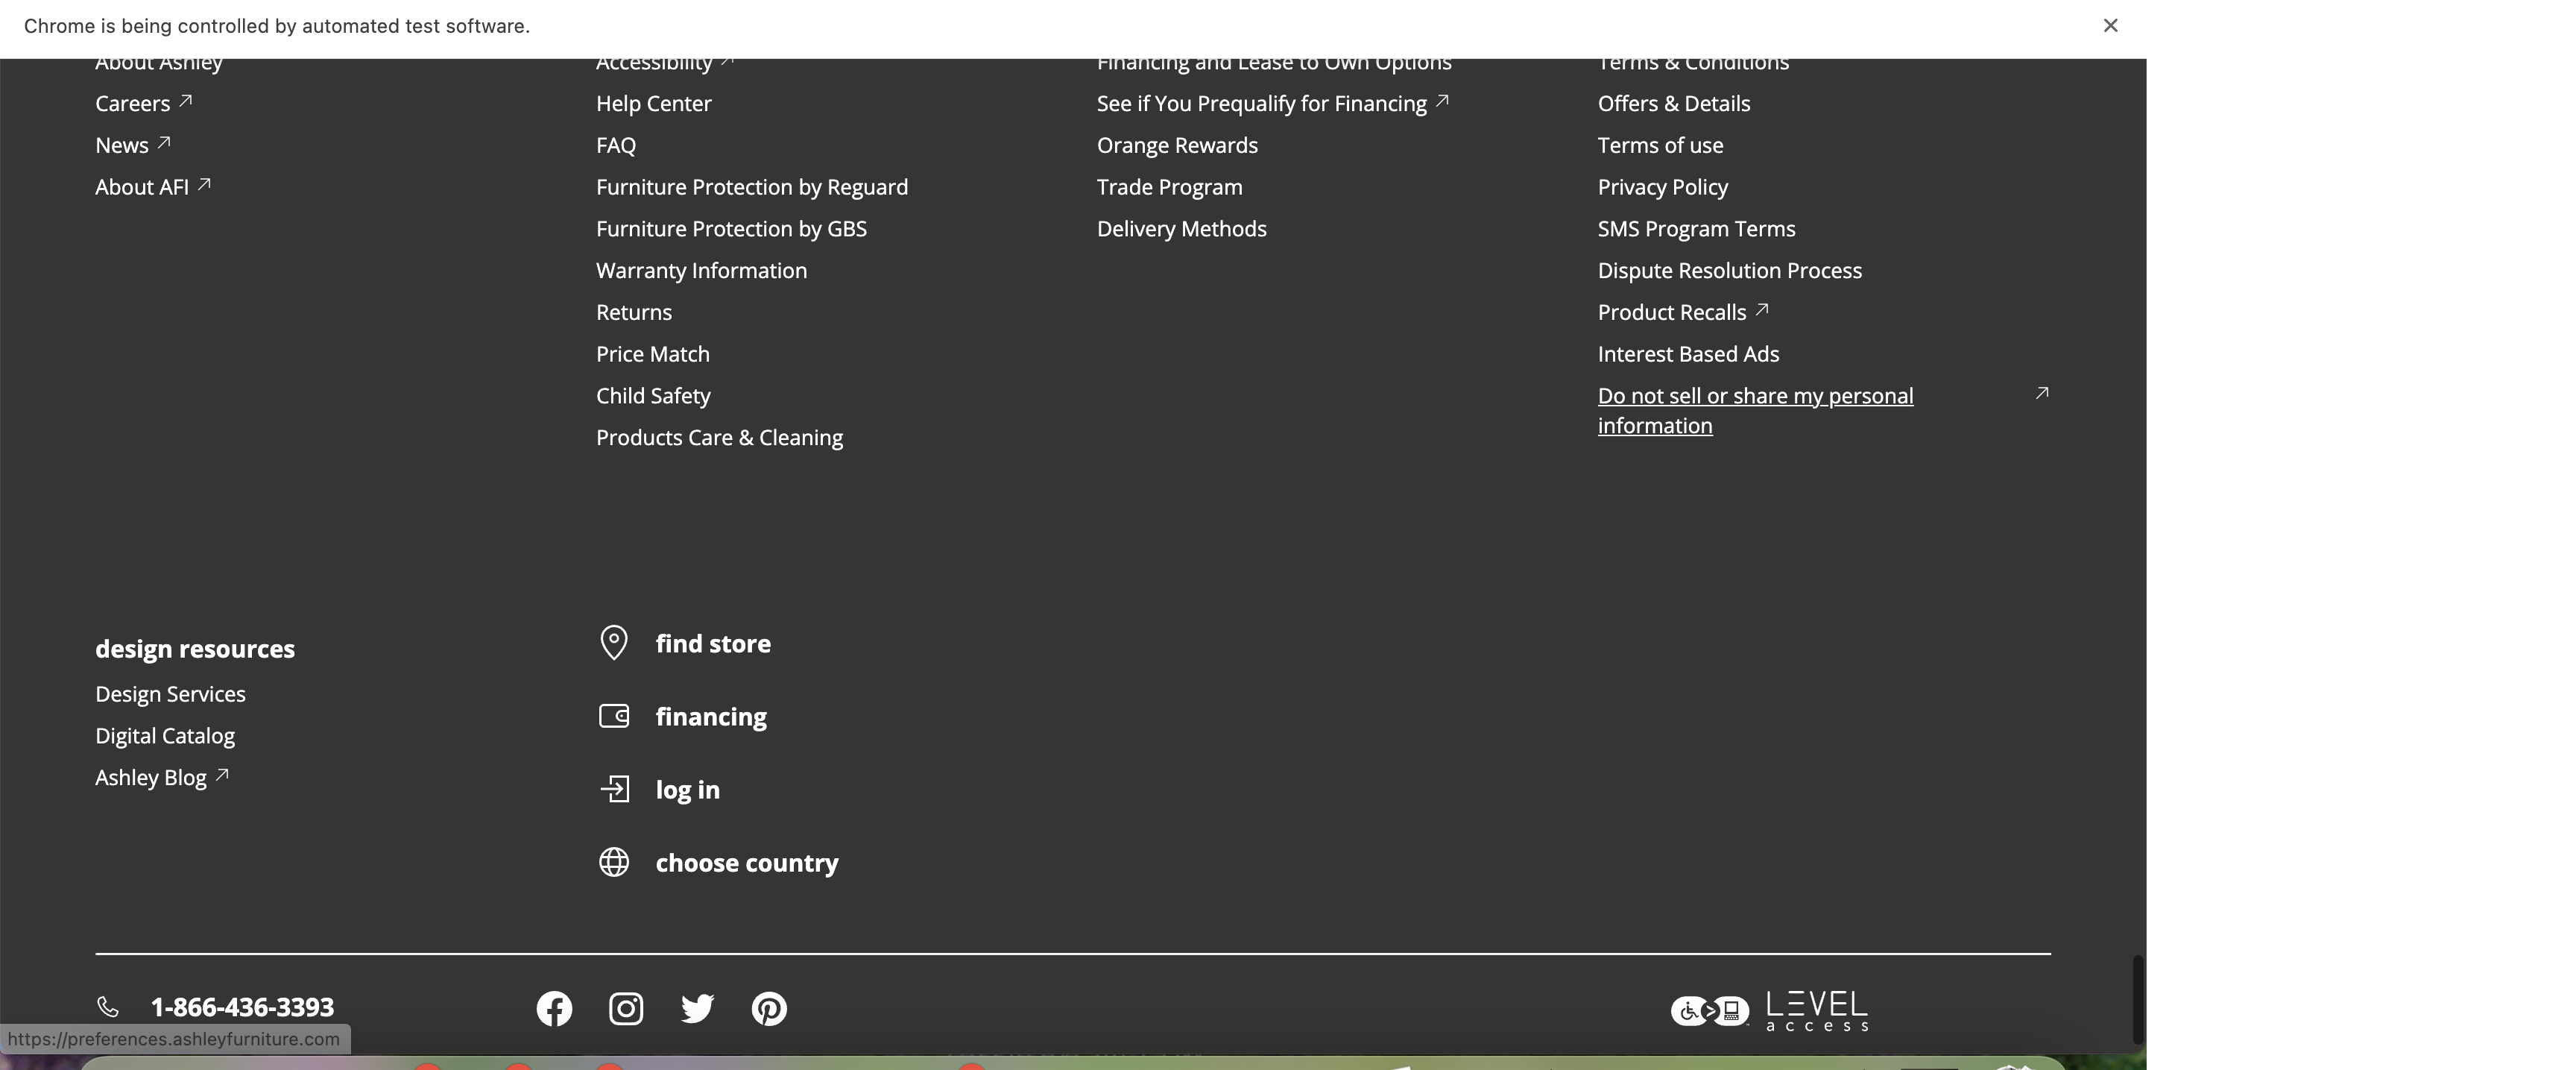 Chrome is being controlled by automated test software.
About Ashley
Careers
News
About AFI
Accessibility
Help Center
FAQ
Furniture Protection by Reguard
Furniture Protection by GBS
Warranty Information
Returns
Price Match
Child Safety
Products Care & Cleaning
Financing and Lease to Own Options
See if You Prequalify for Financing
Orange Rewards
Trade Program
Delivery Methods
Terms & Conditions
Offers & Details
Terms of use
Privacy Policy
SMS Program Terms
Dispute Resolution Process
Product Recalls
Interest Based Ads
Do not sell or share my personal
information
design resources
Design Services
Digital Catalog
Ashley Blog
find store
financing
log in
choose country
1-866-436-3393
LEVEL
access
https://preferences.ashleyfurniture.com